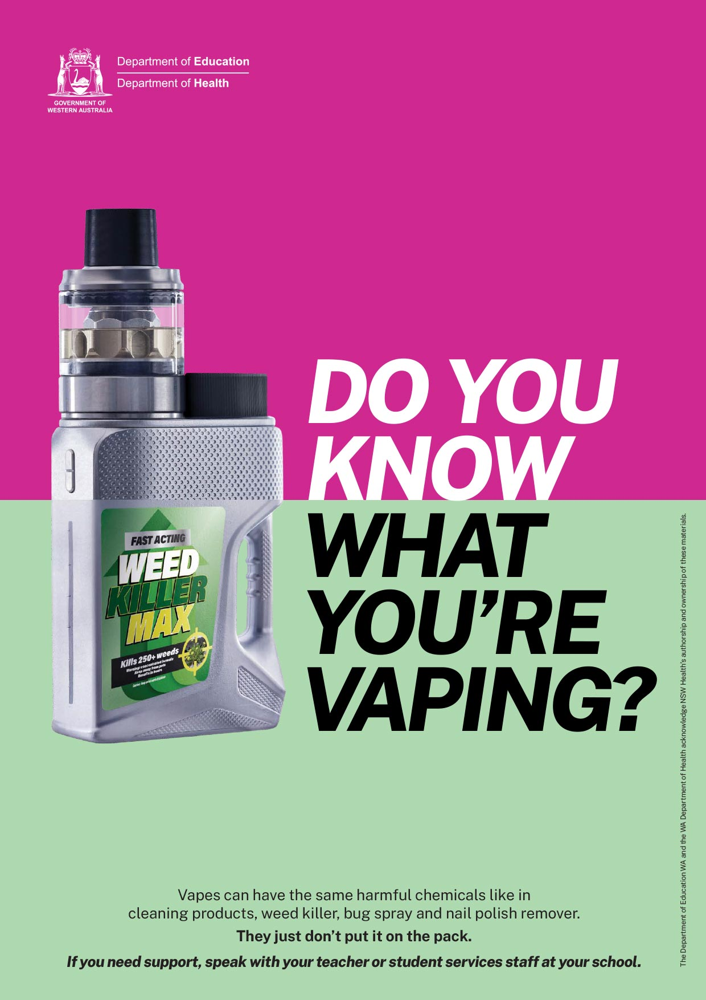 Department of Education
Department of Health
GOVERNMENT OF
WESTERN AUSTRALIA
DO YOU
KNOW
WHAT
YOU'RE
VAPING?
FAST ACTING
WEED
KILLER
MAX
Kills 250+ weeds
Warning: concentrated formula
Keep away from pets
Results in hours
Vapes can have the same harmful chemicals like in
cleaning products, weed killer, bug spray and nail polish remover.
They just don't put it on the pack.
If you need support, speak with your teacher or student services staff at your school.
The Department of Education WA and the WA Department of Health acknowledge NSW Health's authorship and ownership of these materials.